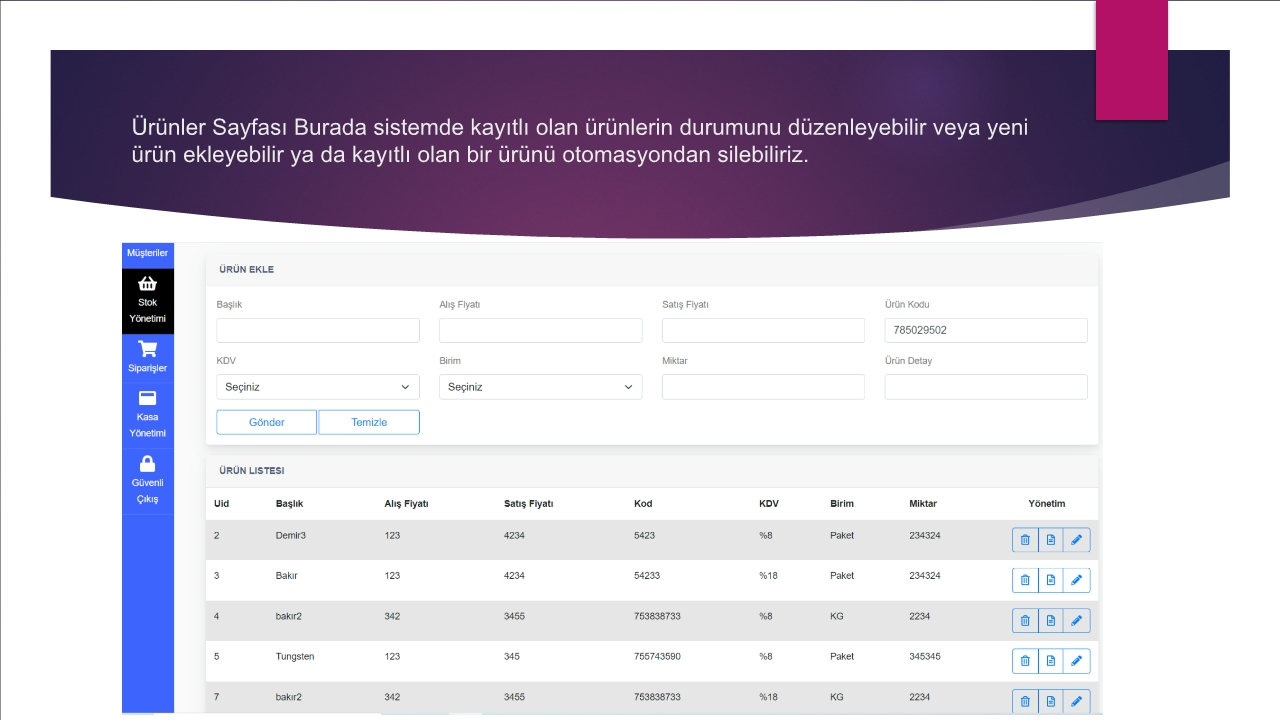 Ürünler Sayfası Burada sistemde kayıtlı olan ürünlerin durumunu düzenleyebilir veya yeni
ürün ekleyebilir ya da kayıtlı olan bir ürünü otomasyondan silebiliriz.
Müşteriler
Stok
Yönetimi
Siparişler
Kasa
Yönetimi
Güvenli
Çıkış
ÜRÜN EKLE
Başlık Alış Fiyatı Satış Fiyatı Ürün Kodu
785029502
KDV Birim Miktar Ürün Detay
Seçiniz Seçiniz
Gönder Temizle
ÜRÜN LISTESI
Uid Başlık Alış Fiyatı Satış Fiyatı Kod KDV Birim Miktar Yönetim
2 Demir3 123 4234 5423 %8 Paket 234324
3 Bakır 123 4234 54233 %18 Paket 234324
4 bakır2 342 3455 753838733 %8 KG 2234
5 Tungsten 123 345 755743590 %8 Paket 345345
7 bakır2 342 3455 753838733 %18 KG 2234